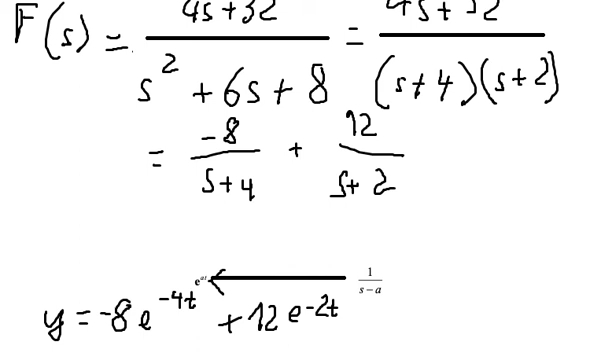 F(s) = 4s+32 / s² + 6s + 8 = 4s+32 / (s+4)(s+2)
= -8 / s+4 + 12 / s+2
e^at ← 1 / s-a
y = -8e^-4t + 12e^-2t